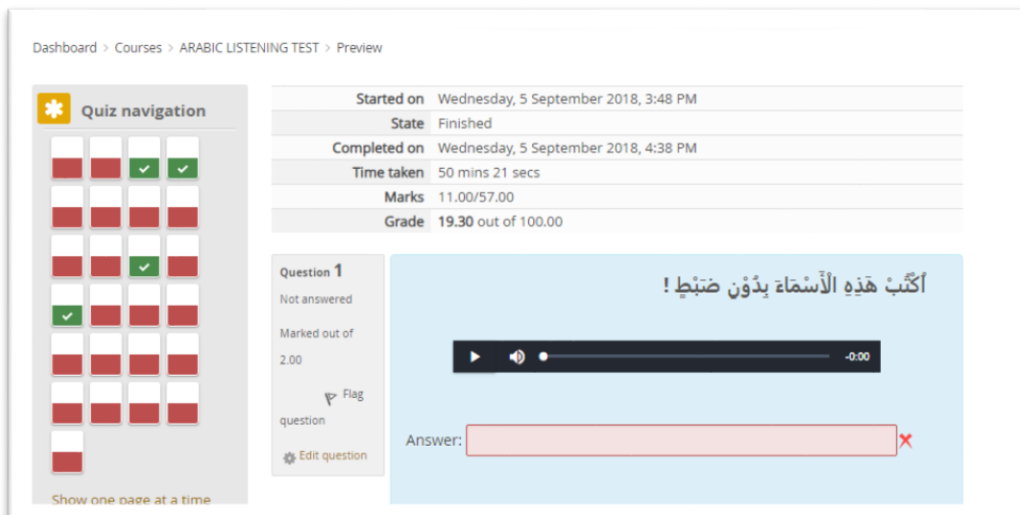 Dashboard > Courses > ARABIC LISTENING TEST > Preview
Quiz navigation
Show one page at a time
Started on Wednesday, 5 September 2018, 3:48 PM
State Finished
Completed on Wednesday, 5 September 2018, 4:38 PM
Time taken 50 mins 21 secs
Marks 11.00/57.00
Grade 19.30 out of 100.00
Question 1
Not answered
Marked out of
2.00
Flag
question
Edit question
اُكْتُبْ هَذِهِ الْأَسْمَاءَ بِدُوْنِ ضَبْطٍ !
-0:00
Answer: